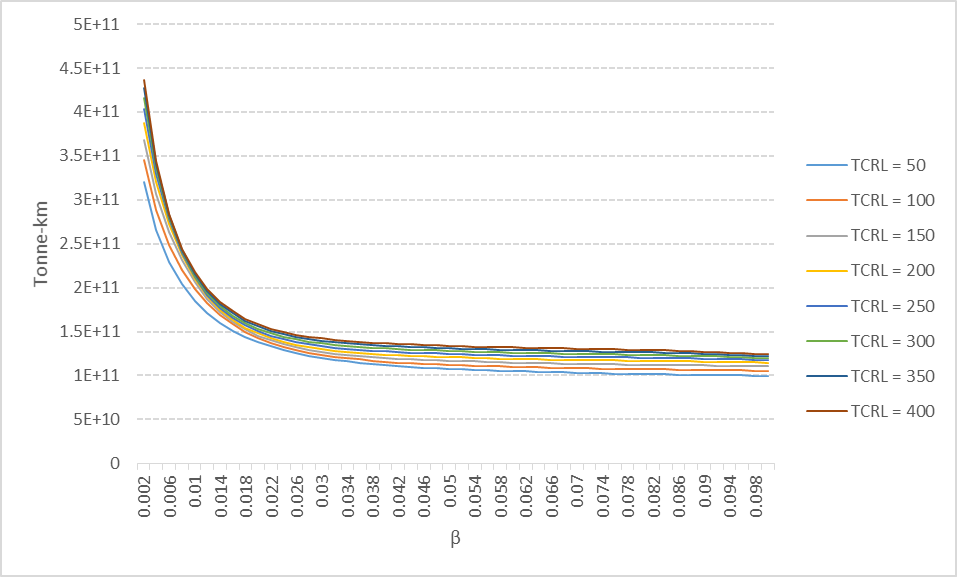 5E+11
4.5E+11
4E+11
3.5E+11
3E+11
2.5E+11
2E+11
1.5E+11
1E+11
5E+10
0
Tonne-km
0.002
0.006
0.01
0.014
0.018
0.022
0.026
0.03
0.034
0.038
0.042
0.046
0.05
0.054
0.058
0.062
0.066
0.07
0.074
0.078
0.082
0.086
0.09
0.094
0.098
β
TCRL = 50
TCRL = 100
TCRL = 150
TCRL = 200
TCRL = 250
TCRL = 300
TCRL = 350
TCRL = 400